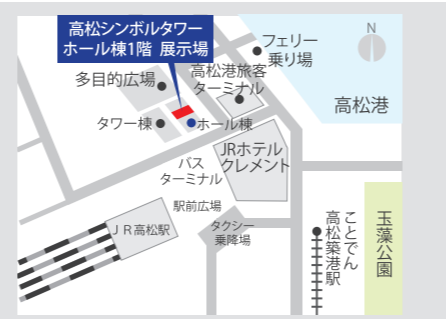 高松シンボルタワー
ホール棟1階 展示場
フェリー
乗り場
N
多目的広場
高松港旅客
ターミナル
高松港
タワー棟
ホール棟
JRホテル
クレメント
バス
ターミナル
駅前広場
JR高松駅
タクシー
乗降場
ことでん
高松築港駅
玉藻公園